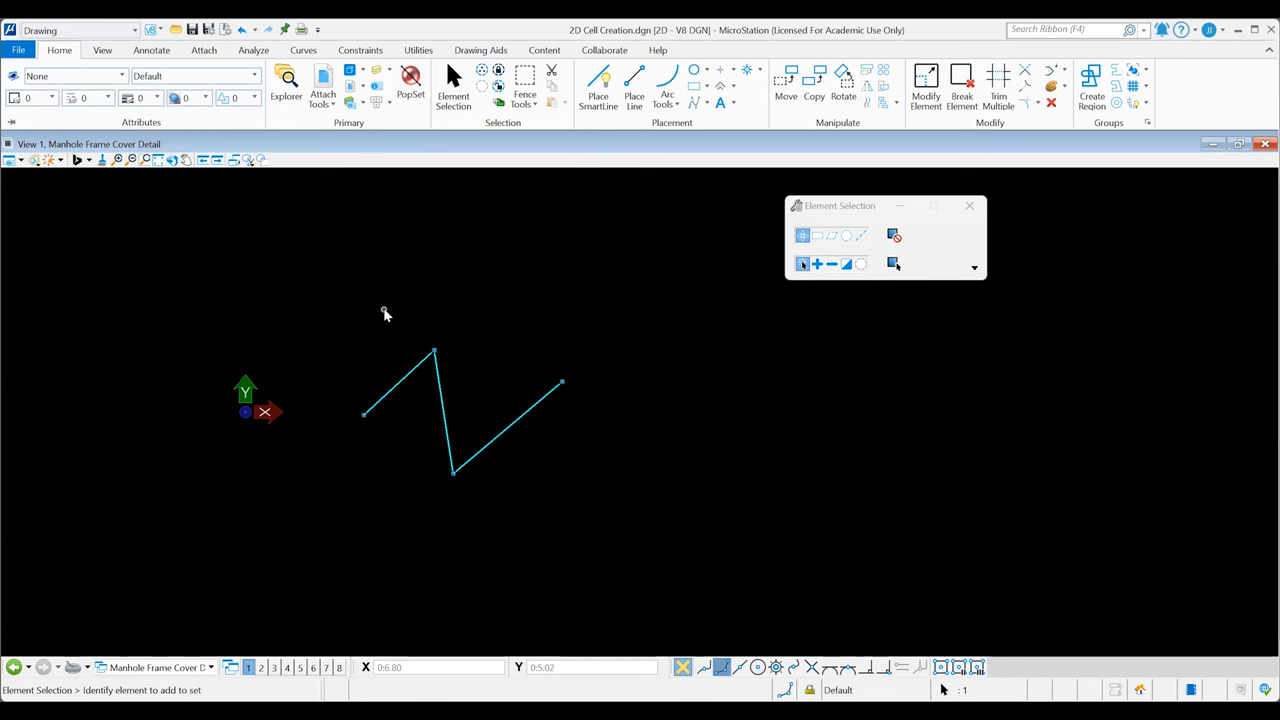 Drawing
2D Cell Creation.dgn [2D - V8 DGN] - MicroStation (Licensed For Academic Use Only)
Search Ribbon (F4)
JI
File Home View Annotate Attach Analyze Curves Constraints Utilities Drawing Aids Content Collaborate Help
None Default
0 0 0 0 0
Attributes
Explorer
Attach Tools
PopSet
Primary
Element Selection
Fence Tools
Selection
Place SmartLine
Place Line
Arc Tools
Placement
Move
Copy
Rotate
Manipulate
Modify Element
Break Element
Trim Multiple
Modify
Create Region
Groups
View 1, Manhole Frame Cover Detail
Element Selection
Y
X
Manhole Frame Cover D
1 2 3 4 5 6 7 8
X 0:6.80
Y 0:5.02
Element Selection > Identify element to add to set
Default
: 1